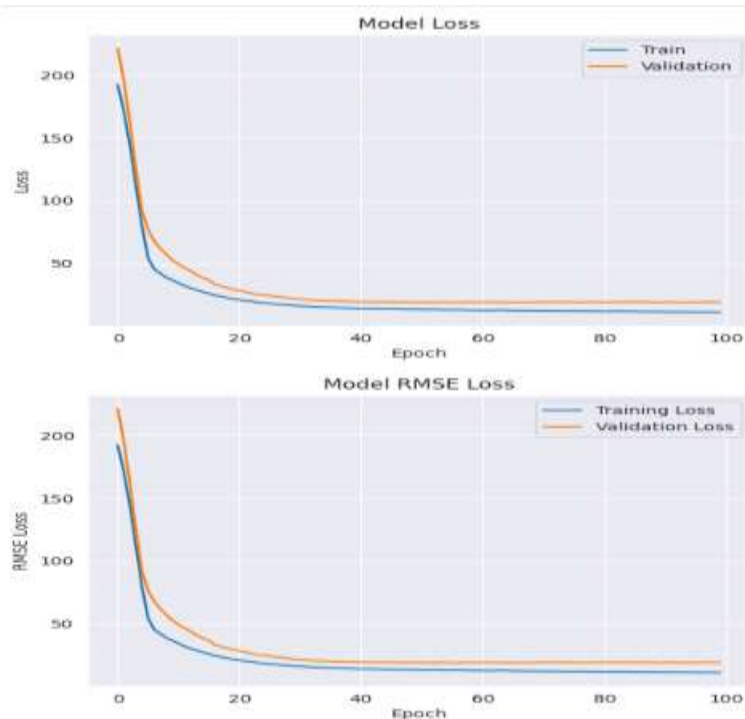 Model Loss
Train
Validation
200
150
100
50
Loss
0 20 40 60 80 100
Epoch
Model RMSE Loss
Training Loss
Validation Loss
200
150
100
50
RMSE Loss
0 20 40 60 80 100
Epoch